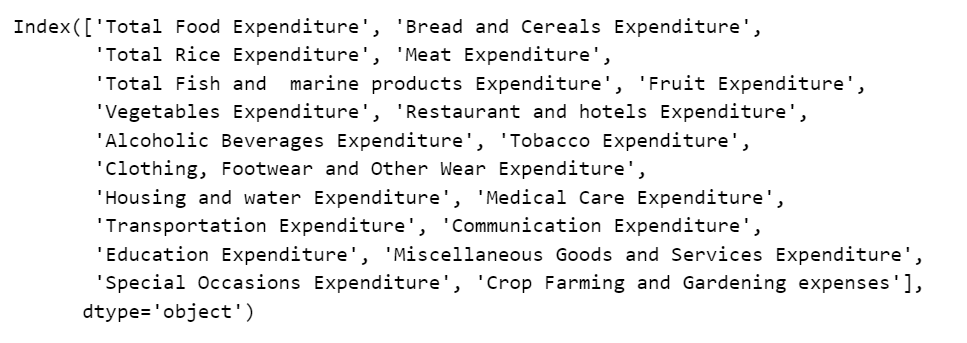 Index(['Total Food Expenditure', 'Bread and Cereals Expenditure',
'Total Rice Expenditure', 'Meat Expenditure',
'Total Fish and  marine products Expenditure', 'Fruit Expenditure',
'Vegetables Expenditure', 'Restaurant and hotels Expenditure',
'Alcoholic Beverages Expenditure', 'Tobacco Expenditure',
'Clothing, Footwear and Other Wear Expenditure',
'Housing and water Expenditure', 'Medical Care Expenditure',
'Transportation Expenditure', 'Communication Expenditure',
'Education Expenditure', 'Miscellaneous Goods and Services Expenditure',
'Special Occasions Expenditure', 'Crop Farming and Gardening expenses'],
dtype='object')